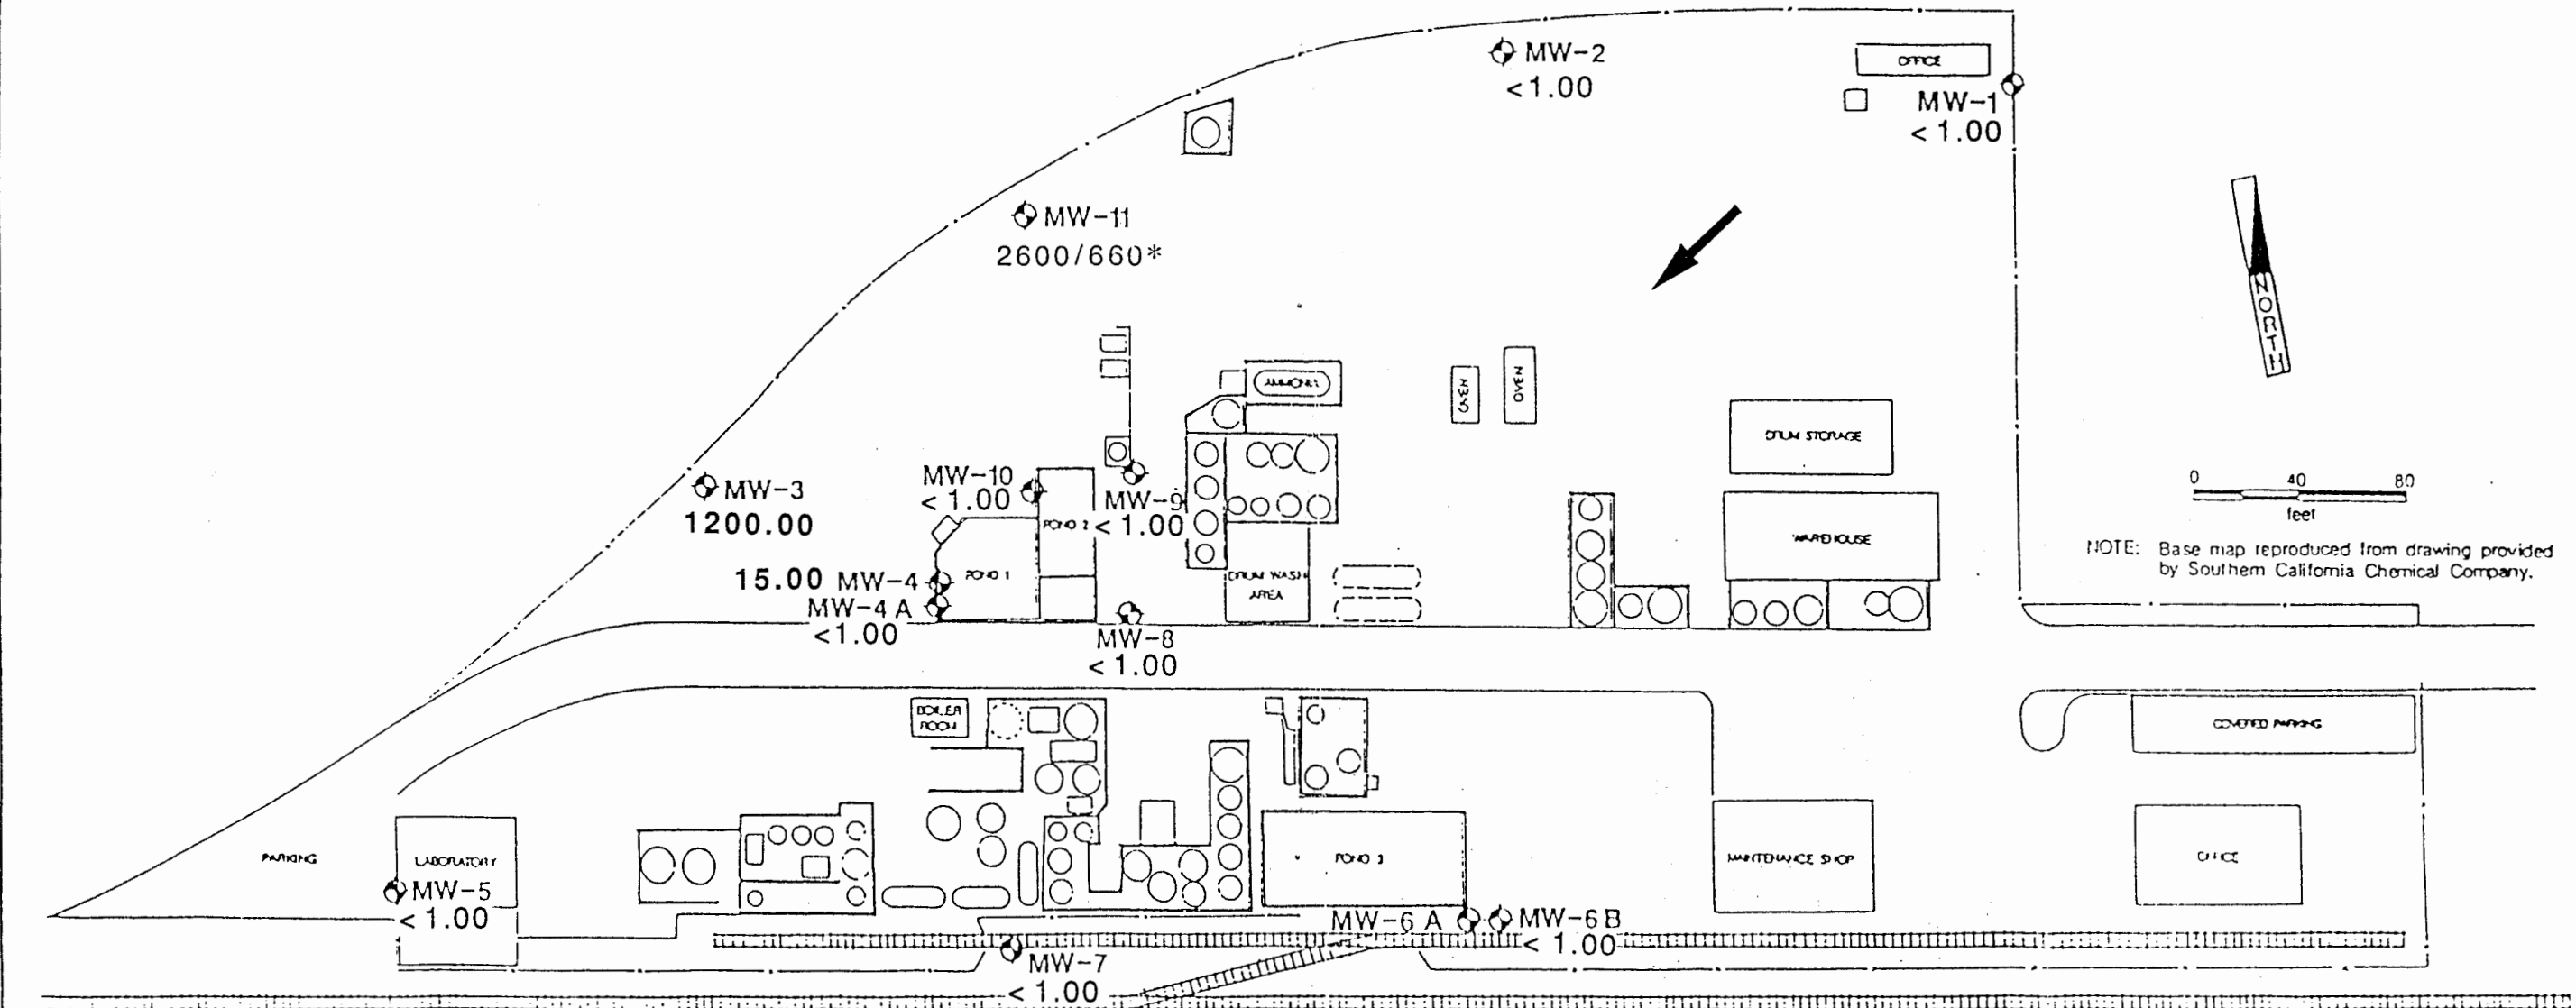 MW-2
<1.00
OFFICE
MW-1
<1.00
MW-11
2600/660*
NORTH
AMMONIA
OVEN
OVEN
DRUM STORAGE
0 40 80
feet
MW-10
<1.00
MW-9
<1.00
MW-3
1200.00
POND 2
WAREHOUSE
NOTE: Base map reproduced from drawing provided
by Southern California Chemical Company.
15.00 MW-4
POND 1
DRUM WASH
AREA
MW-4 A
<1.00
MW-8
<1.00
BOILER
ROOM
COVERED PARKING
PARKING
LABORATORY
POND 3
MAINTENANCE SHOP
OFFICE
MW-5
<1.00
MW-6 A
MW-6 B
<1.00
MW-7
<1.00